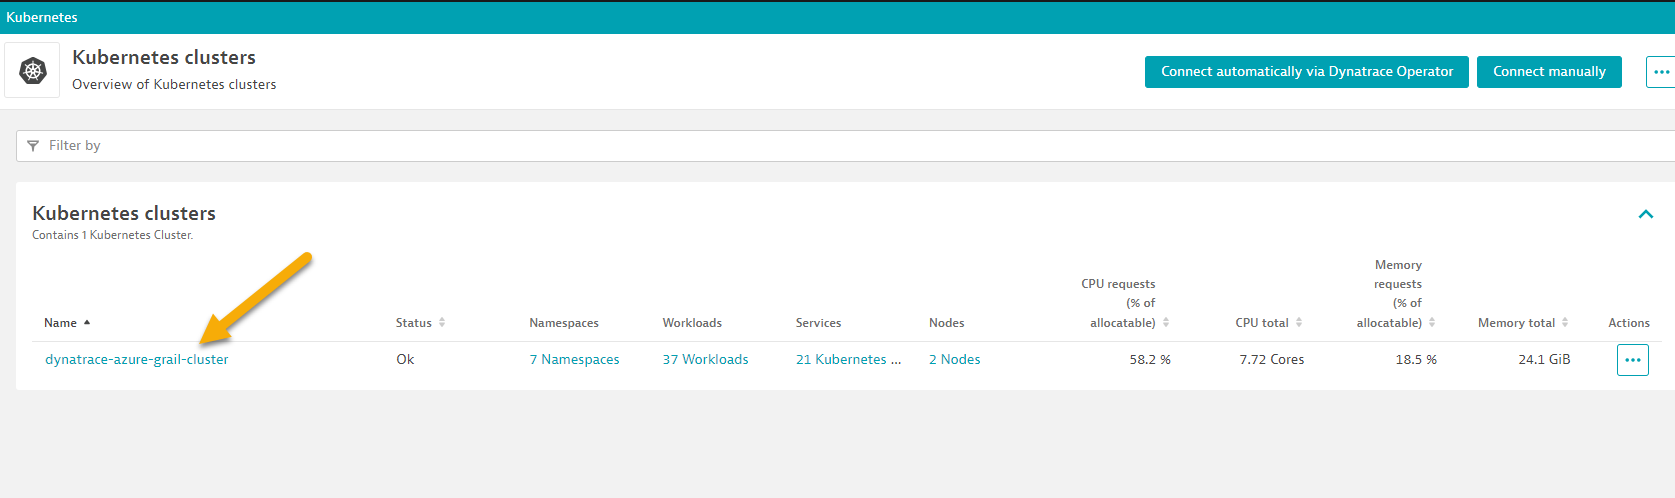 Kubernetes
Kubernetes clusters
Overview of Kubernetes clusters
Connect automatically via Dynatrace Operator
Connect manually
Filter by
Kubernetes clusters
Contains 1 Kubernetes Cluster.
Name Status Namespaces Workloads Services Nodes CPU requests (% of allocatable) CPU total Memory requests (% of allocatable) Memory total Actions
dynatrace-azure-grail-cluster Ok 7 Namespaces 37 Workloads 21 Kubernetes ... 2 Nodes 58.2 % 7.72 Cores 18.5 % 24.1 GiB